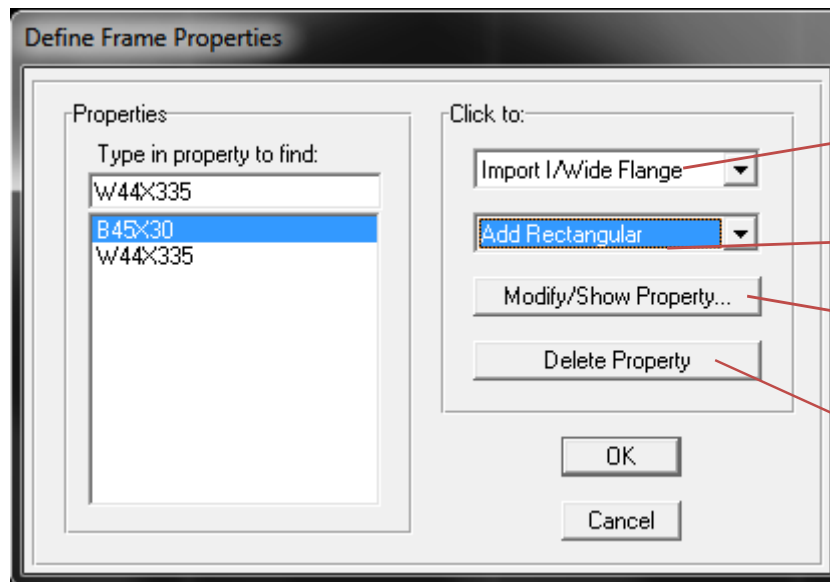 Define Frame Properties
Properties
Type in property to find:
W44X335
B45X30
W44X335
Click to:
Import I/Wide Flange
Add Rectangular
Modify/Show Property...
Delete Property
OK
Cancel